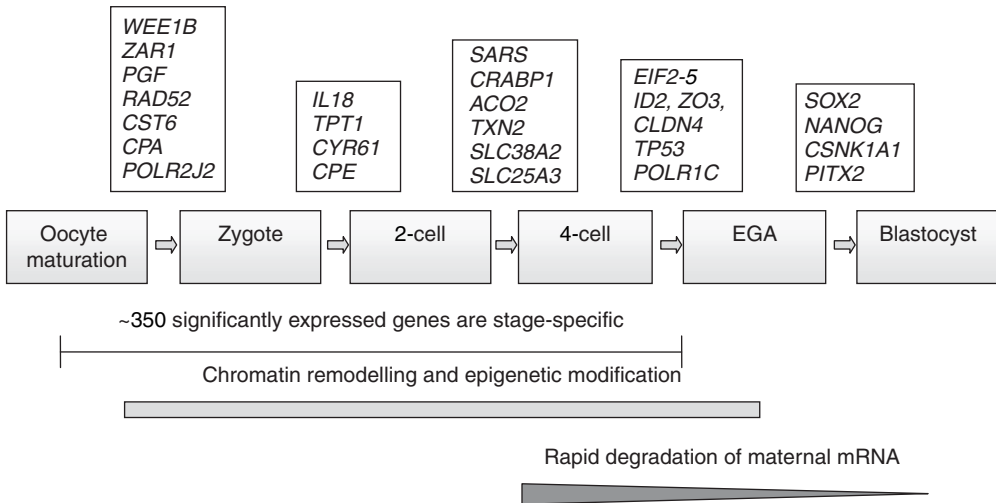 WEE1B
ZAR1
PGF
RAD52
CST6
CPA
POLR2J2
IL18
TPT1
CYR61
CPE
SARS
CRABP1
ACO2
TXN2
SLC38A2
SLC25A3
EIF2-5
ID2, ZO3,
CLDN4
TP53
POLR1C
SOX2
NANOG
CSNK1A1
PITX2
Oocyte
maturation
Zygote
2-cell
4-cell
EGA
Blastocyst
~350 significantly expressed genes are stage-specific
Chromatin remodelling and epigenetic modification
Rapid degradation of maternal mRNA